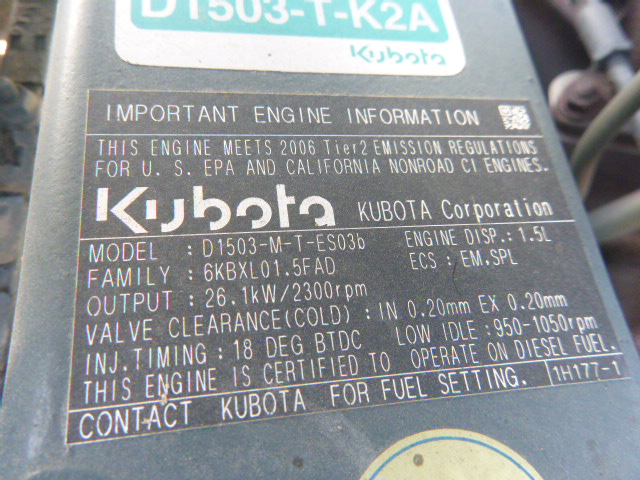 D1503-T-K2A
Kubota
IMPORTANT ENGINE INFORMATION
THIS ENGINE MEETS 2006 Tier2 EMISSION REGULATIONS
FOR U. S. EPA AND CALIFORNIA NONROAD CI ENGINES.
Kubota KUBOTA Corporation
MODEL : D1503-M-T-ES03b ENGINE DISP.: 1.5L
FAMILY : 6KBXL01.5FAD ECS : EM.SPL
OUTPUT : 26.1kW/2300rpm
VALVE CLEARANCE(COLD) : IN 0.20mm EX 0.20mm
INJ.TIMING : 18 DEG BTDC LOW IDLE : 950-1050rpm
THIS ENGINE IS CERTIFIED TO OPERATE ON DIESEL FUEL.
CONTACT KUBOTA FOR FUEL SETTING. 1H177-1